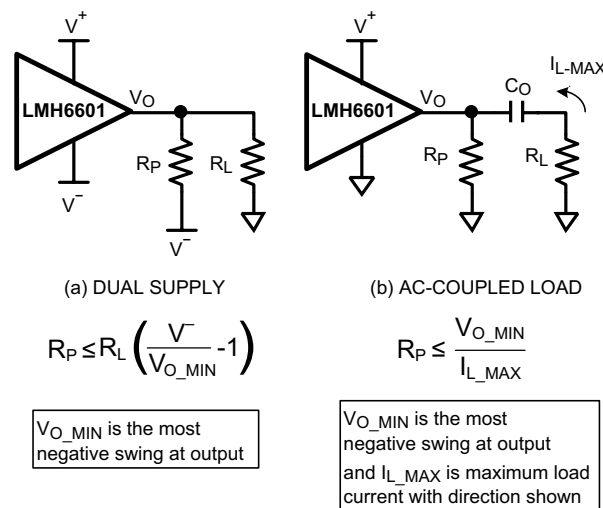 V+
LMH6601
VO
RP
RL
V−
V−
(a) DUAL SUPPLY
RP ≤ RL (V− / VO_MIN -1)
VO_MIN is the most
negative swing at output
V+
LMH6601
VO
CO
IL-MAX
RP
RL
(b) AC-COUPLED LOAD
RP ≤ VO_MIN / IL_MAX
VO_MIN is the most
negative swing at output
and IL_MAX is maximum load
current with direction shown